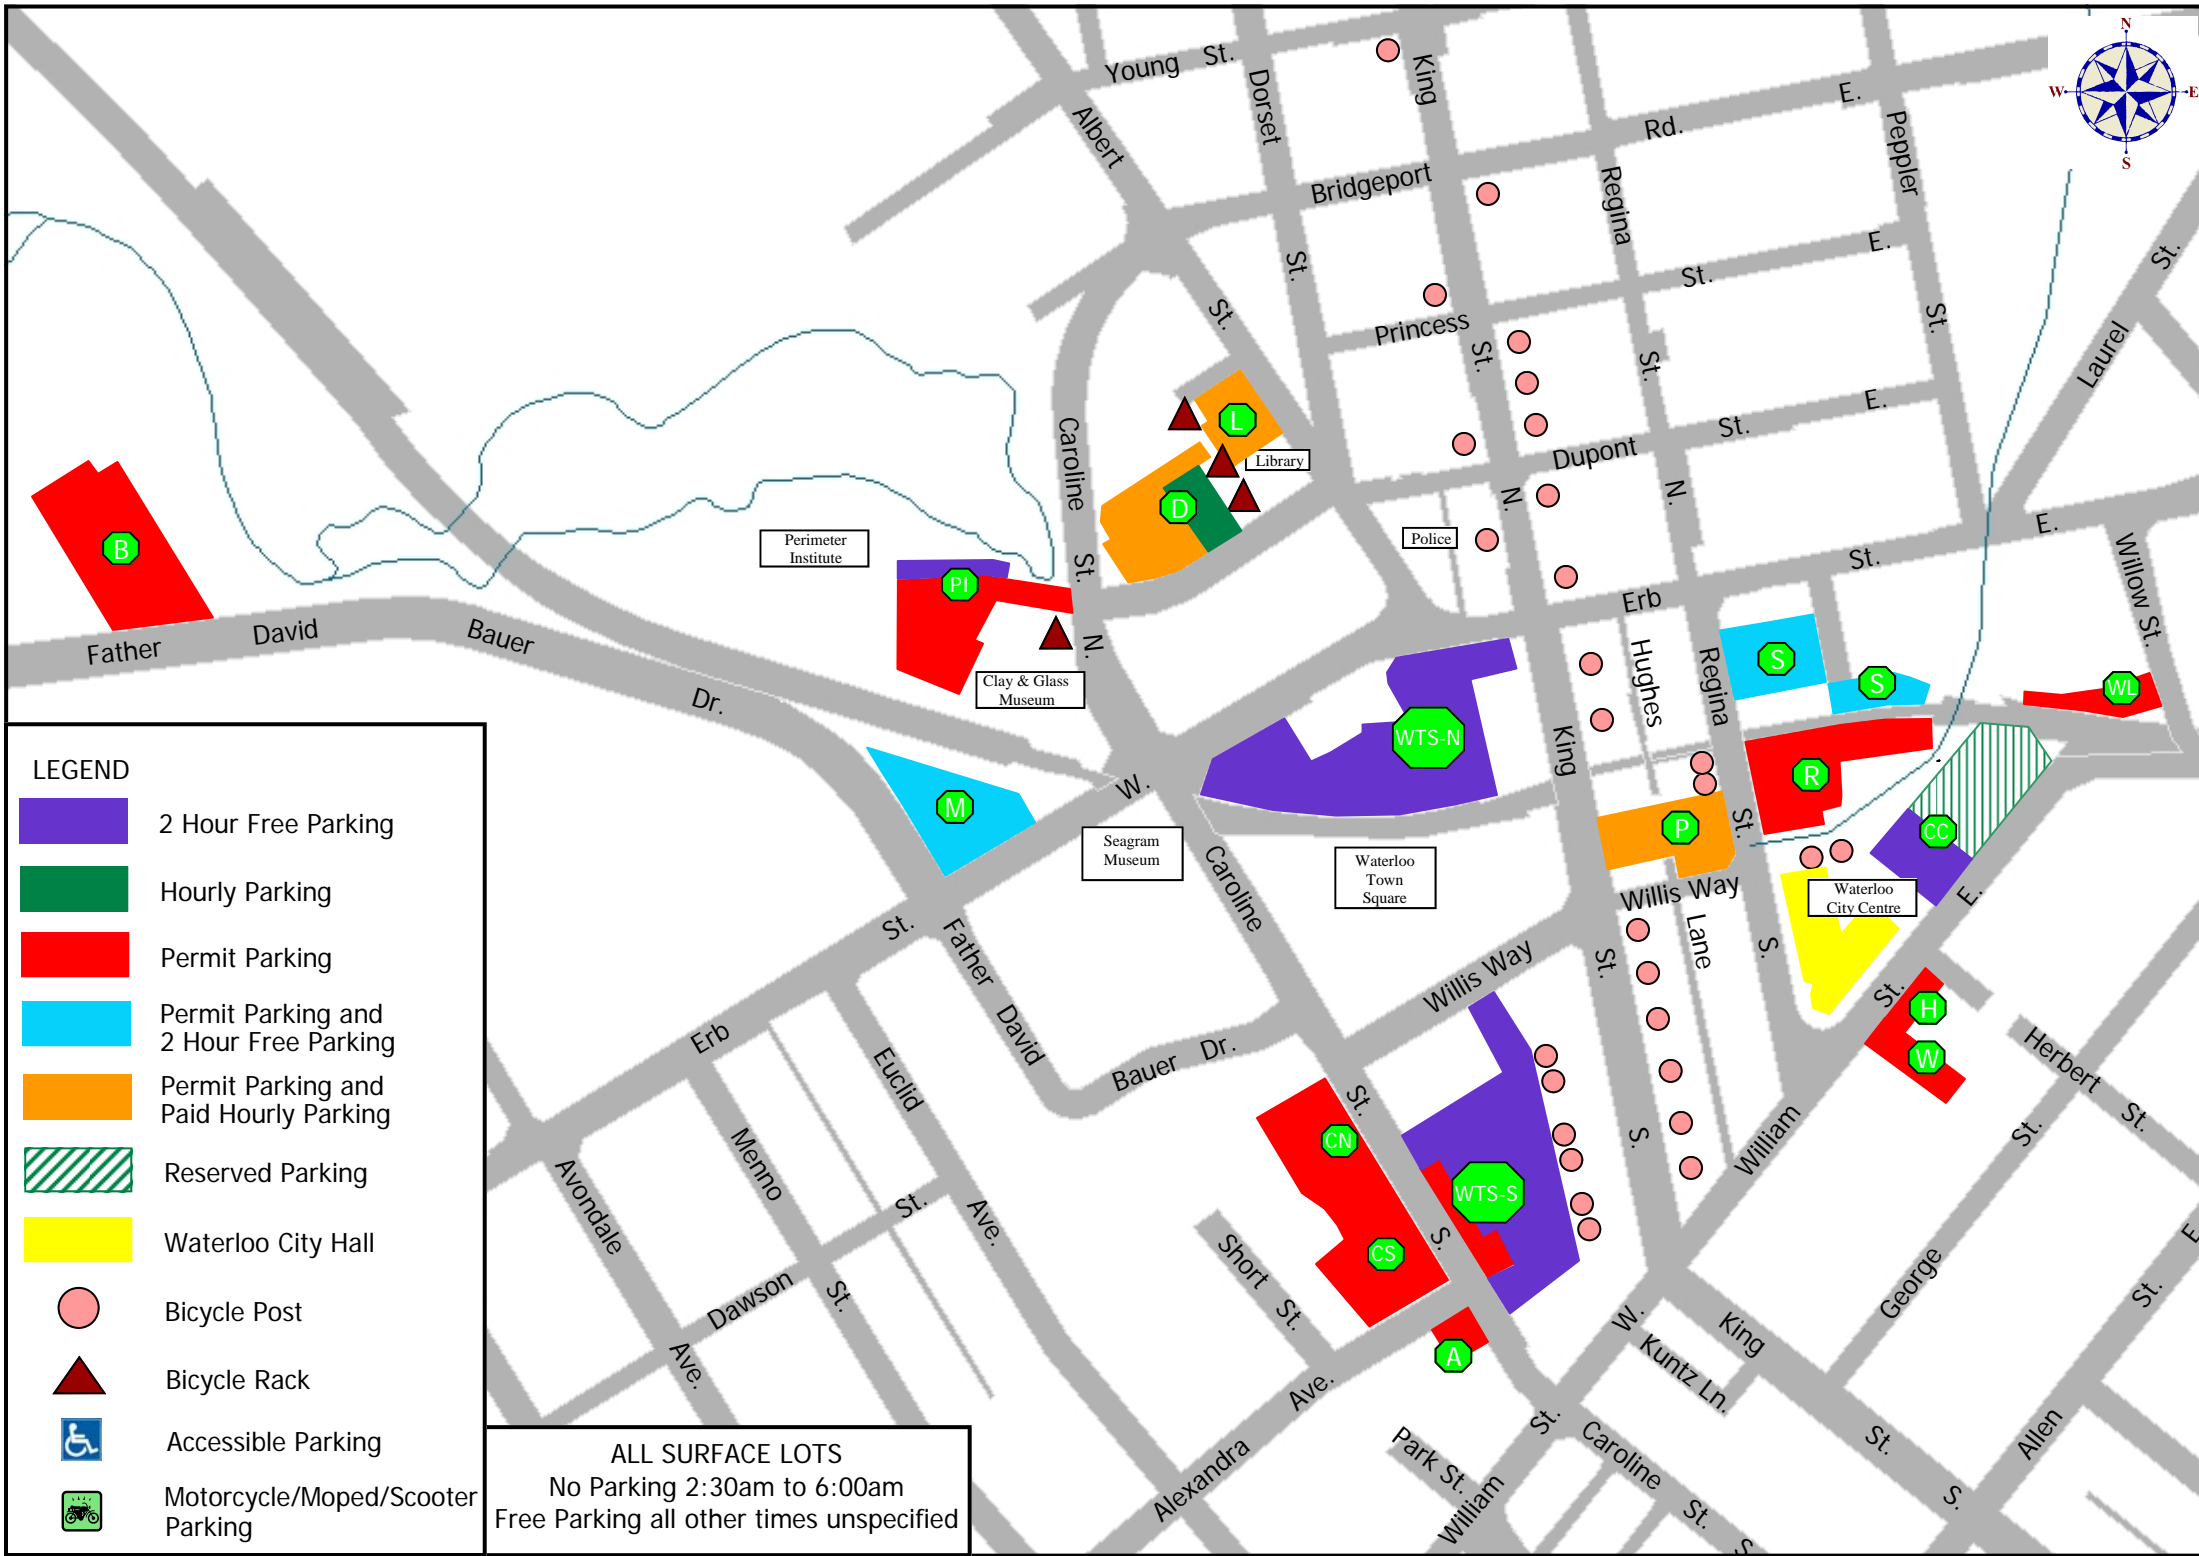 Young St.
Dorset
King
Albert
Rd.
E.
Peppler
N
W
E
S
Bridgeport
Regina
St.
St.
Princess
St.
E.
St.
St.
St.
St.
Laurel
St.
Caroline
L
Library
D
Dupont
St.
E.
N.
N.
Police
Perimeter
Institute
PI
St.
N.
Clay & Glass
Museum
B
Father David Bauer Dr.
Erb
St.
E.
Willow St.
Hughes
Regina
S
S
WL
King
WTS-N
R
M
W.
Seagram
Museum
Waterloo
Town
Square
Caroline
P
St.
CC
Willis Way
Waterloo
City Centre
E.
Lane
S.
St.
St.
Father
David
Bauer Dr.
Willis Way
St.
H
W
Herbert
St.
Erb
Euclid
Ave.
Menno
St.
Avondale
Ave.
Dawson
St.
CN
CS
St.
S.
WTS-S
S.
William
St.
George
E.
St.
Allen
Short
St.
A
Ave.
Alexandra
W.
Kuntz Ln.
King
St.
S.
St.
William
Park St.
Caroline
St.
S.
LEGEND
2 Hour Free Parking
Hourly Parking
Permit Parking
Permit Parking and
2 Hour Free Parking
Permit Parking and
Paid Hourly Parking
Reserved Parking
Waterloo City Hall
Bicycle Post
Bicycle Rack
Accessible Parking
Motorcycle/Moped/Scooter
Parking
ALL SURFACE LOTS
No Parking 2:30am to 6:00am
Free Parking all other times unspecified